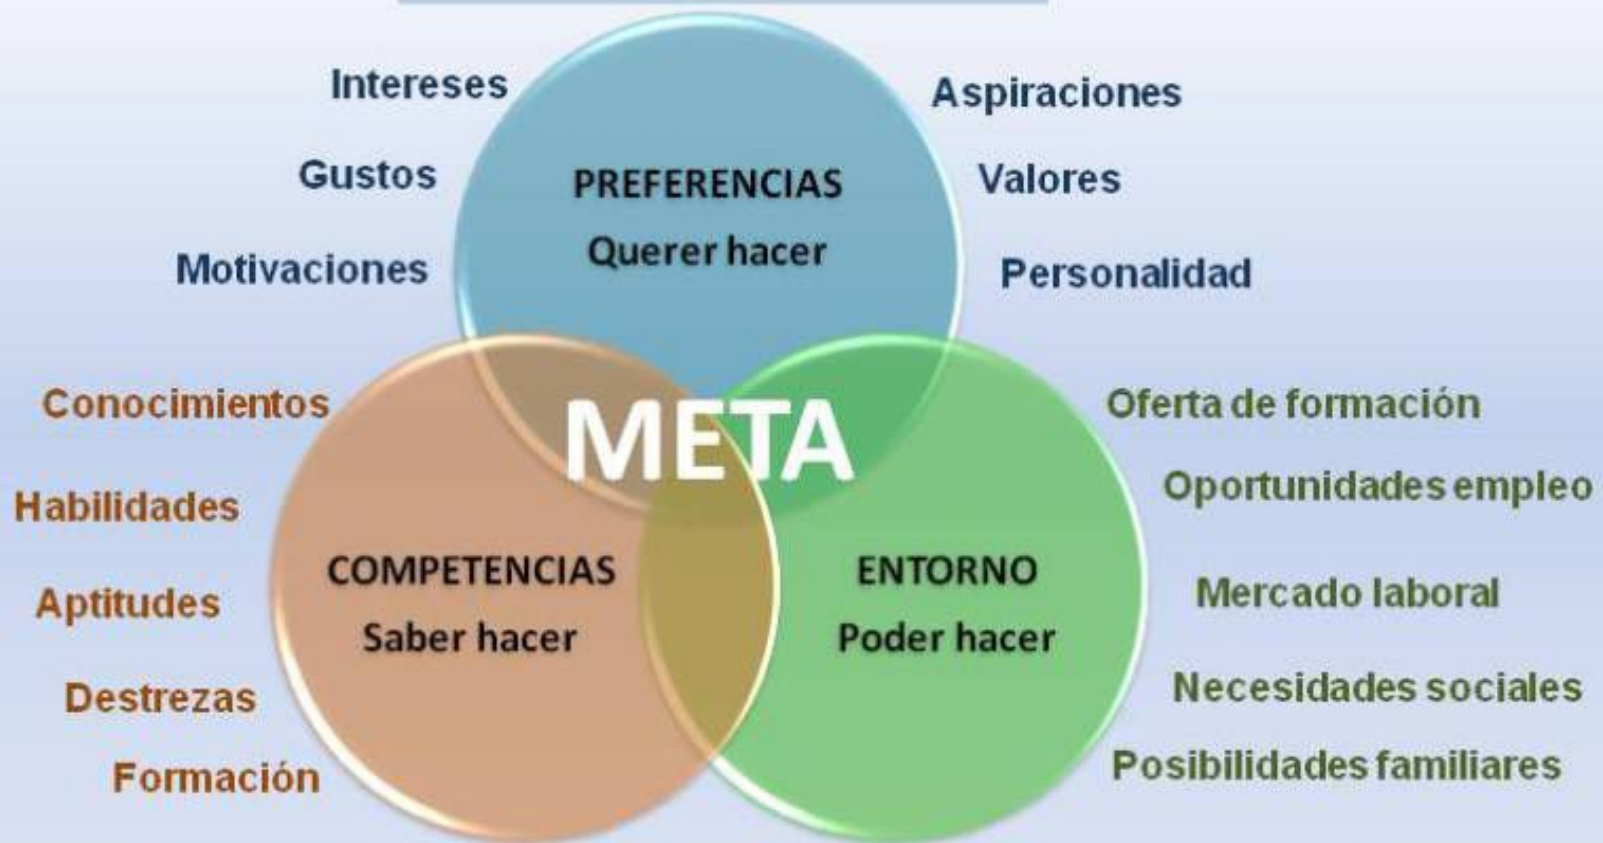 Intereses
Aspiraciones
Gustos
PREFERENCIAS
Valores
Querer hacer
Motivaciones
Personalidad
Conocimientos
META
Oferta de formación
Habilidades
Oportunidades empleo
COMPETENCIAS
ENTORNO
Aptitudes
Mercado laboral
Saber hacer
Poder hacer
Destrezas
Necesidades sociales
Formación
Posibilidades familiares